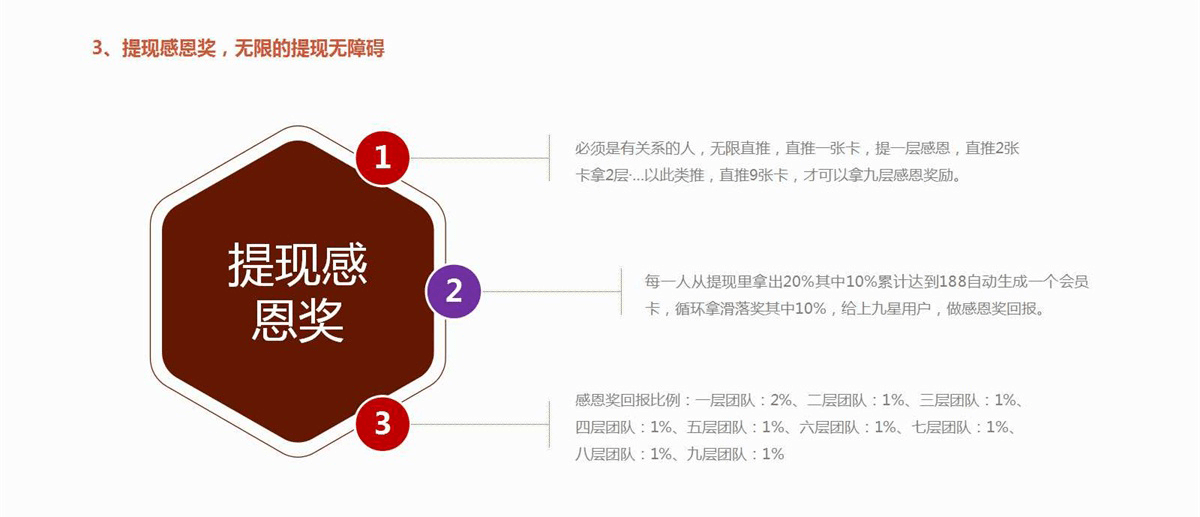 3、提现感恩奖，无限的提现无障碍
提现感
恩奖
1
必须是有关系的人，无限直推，直推一张卡，提一层感恩，直推2张
卡拿2层·...以此类推，直推9张卡，才可以拿九层感恩奖励。
2
每一人从提现里拿出20%其中10%累计达到188自动生成一个会员
卡，循环拿滑落奖其中10%，给上九星用户，做感恩奖回报。
3
感恩奖回报比例：一层团队：2%、二层团队：1%、三层团队：1%、
四层团队：1%、五层团队：1%、六层团队：1%、七层团队：1%、
八层团队：1%、九层团队：1%